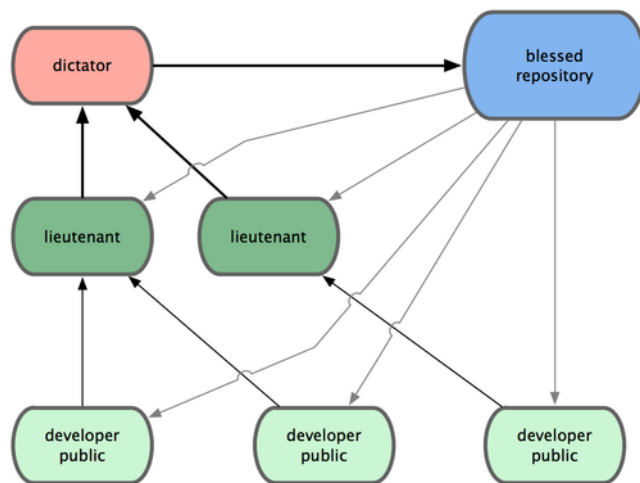 dictator
blessed
repository
lieutenant
lieutenant
developer
public
developer
public
developer
public